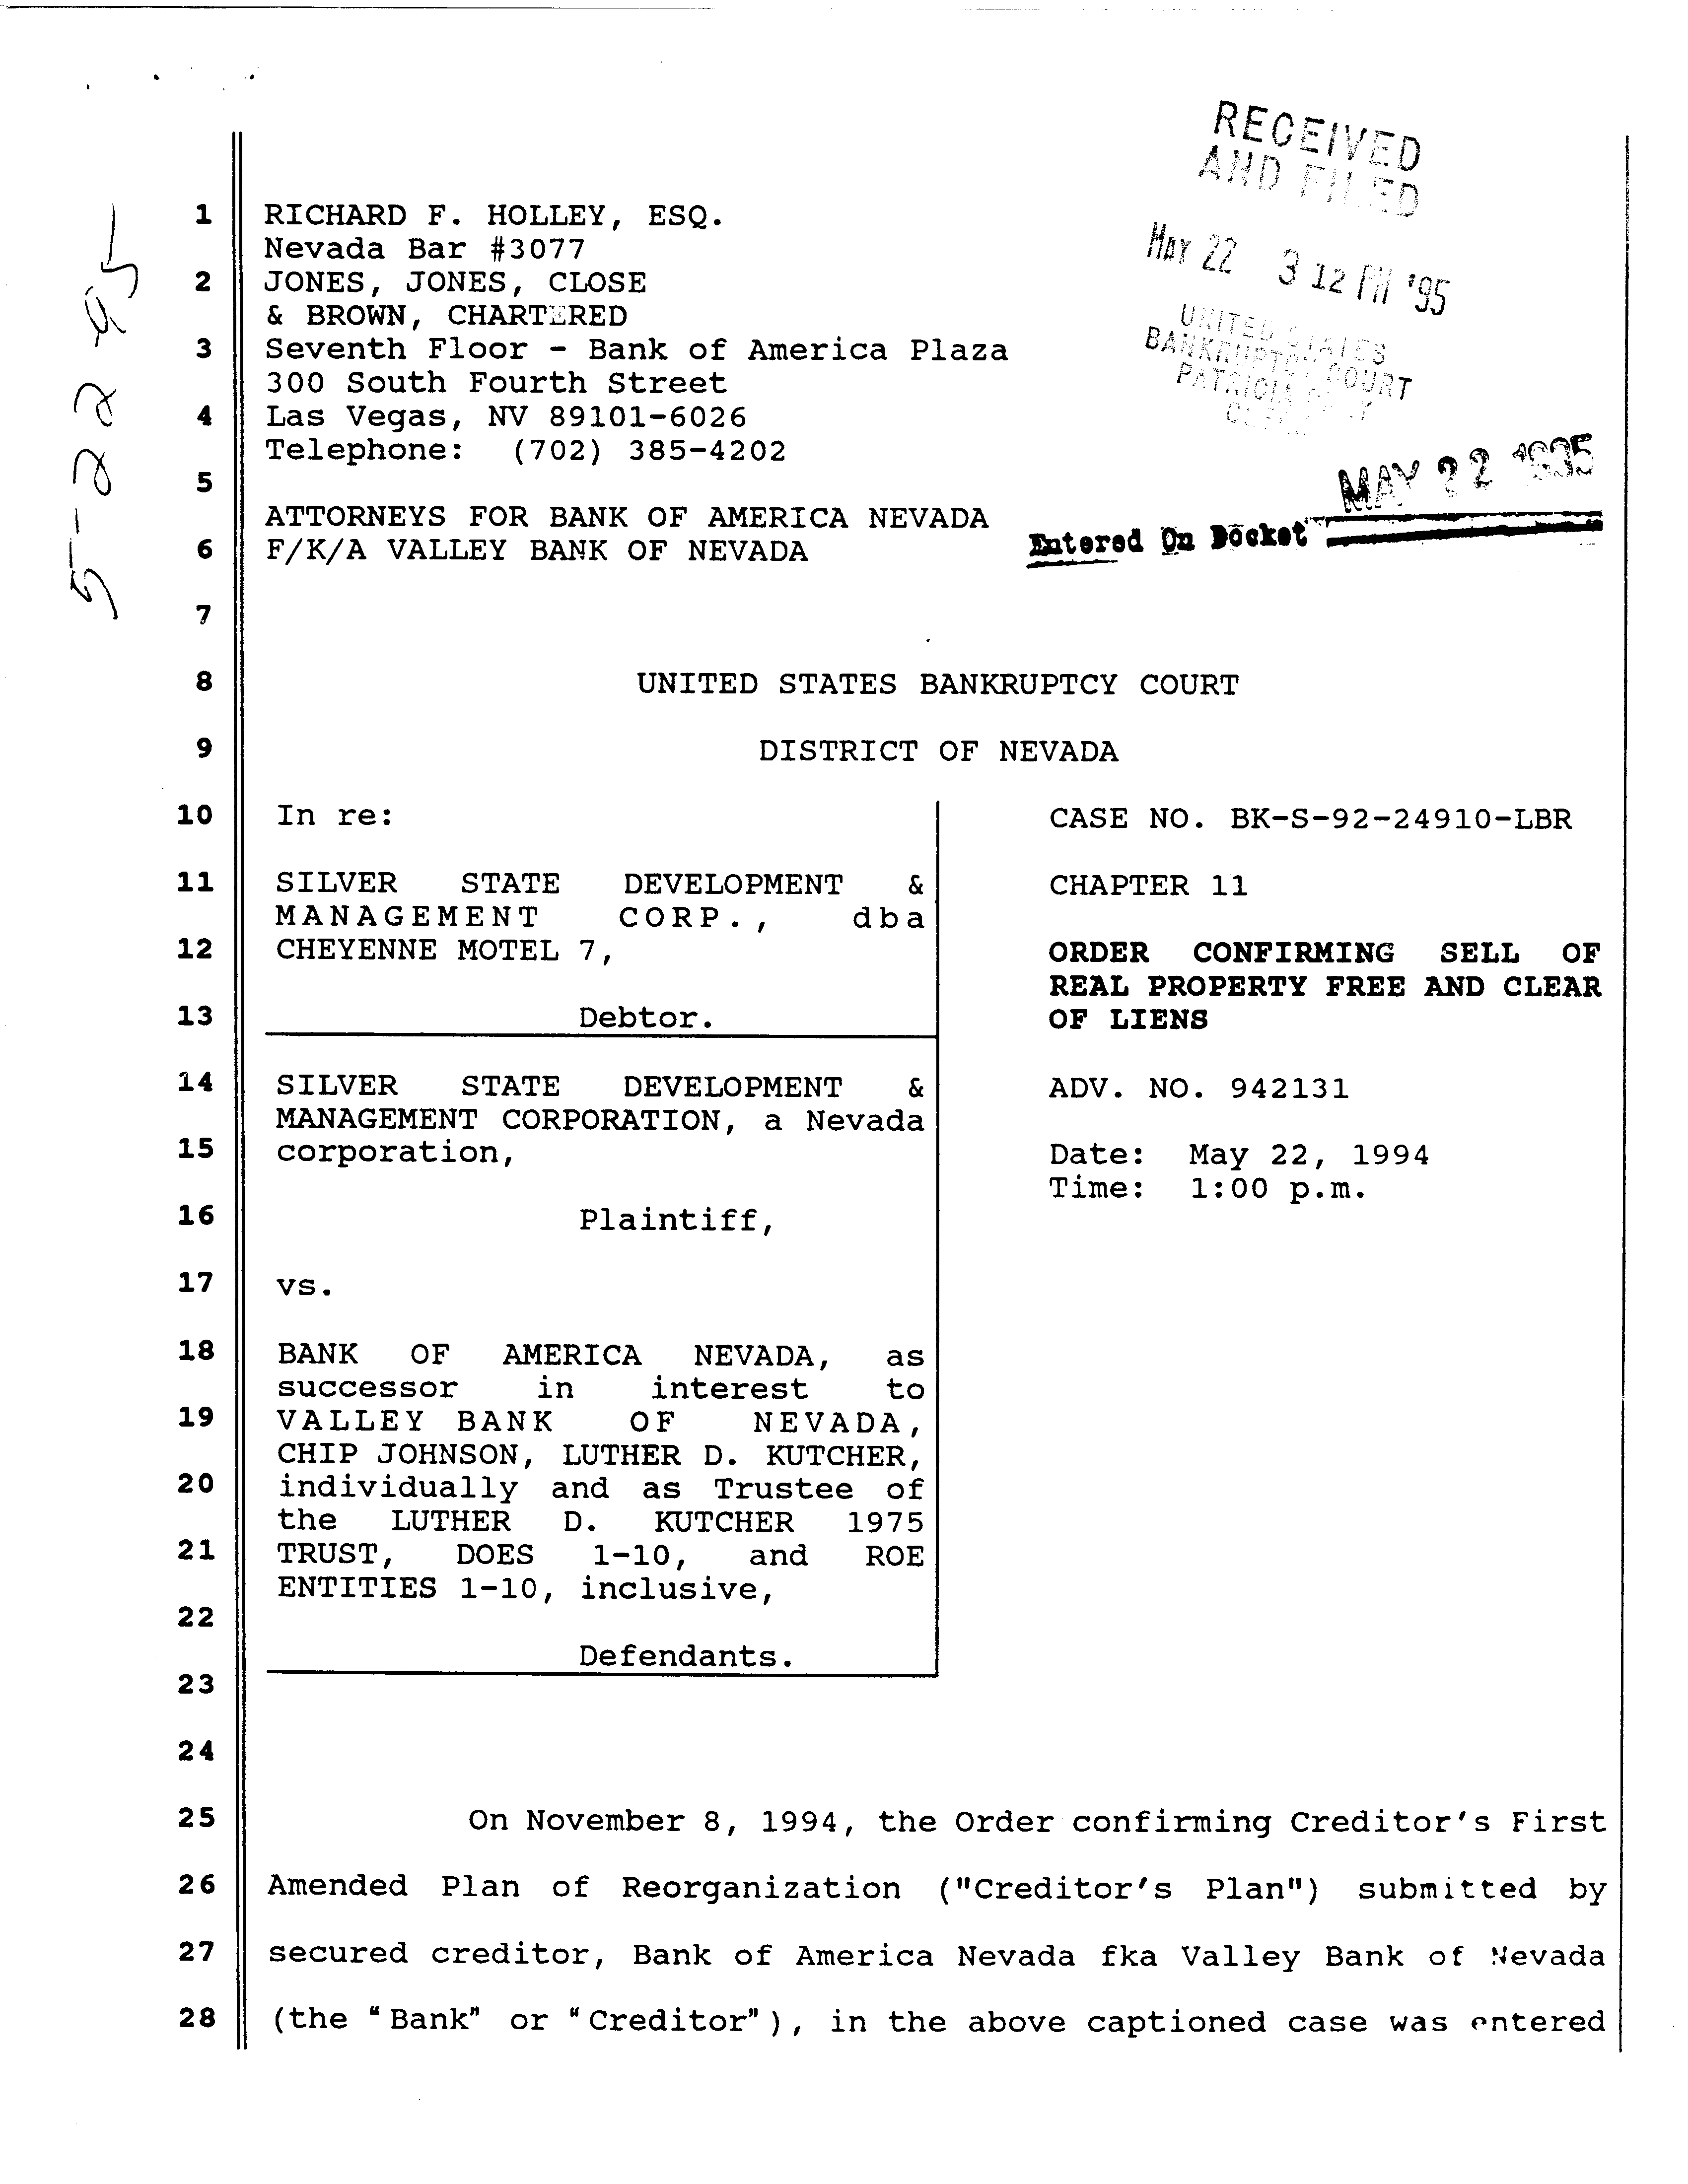 RECEIVED
AND FILED
MAY 22 3 12 PM '95
UNITED STATES
BANKRUPTCY COURT
PATRICIA
5-22-95
1 RICHARD F. HOLLEY, ESQ.
Nevada Bar #3077
2 JONES, JONES, CLOSE
& BROWN, CHARTERED
3 Seventh Floor - Bank of America Plaza
300 South Fourth Street
4 Las Vegas, NV 89101-6026
Telephone: (702) 385-4202
5
MAY 22 1995
ATTORNEYS FOR BANK OF AMERICA NEVADA
Entered On Docket
6 F/K/A VALLEY BANK OF NEVADA
7
8 UNITED STATES BANKRUPTCY COURT
9 DISTRICT OF NEVADA
10 In re:
11 SILVER STATE DEVELOPMENT &
MANAGEMENT CORP., dba
12 CHEYENNE MOTEL 7,
13 Debtor.
14 SILVER STATE DEVELOPMENT &
MANAGEMENT CORPORATION, a Nevada
15 corporation,
16 Plaintiff,
17 vs.
18 BANK OF AMERICA NEVADA, as
successor in interest to
19 VALLEY BANK OF NEVADA,
CHIP JOHNSON, LUTHER D. KUTCHER,
20 individually and as Trustee of
the LUTHER D. KUTCHER 1975
21 TRUST, DOES 1-10, and ROE
ENTITIES 1-10, inclusive,
22
Defendants.
23
CASE NO. BK-S-92-24910-LBR
CHAPTER 11
ORDER CONFIRMING SELL OF
REAL PROPERTY FREE AND CLEAR
OF LIENS
ADV. NO. 942131
Date: May 22, 1994
Time: 1:00 p.m.
24
25 On November 8, 1994, the Order confirming Creditor's First
26 Amended Plan of Reorganization ("Creditor's Plan") submitted by
27 secured creditor, Bank of America Nevada fka Valley Bank of Nevada
28 (the "Bank" or "Creditor"), in the above captioned case was entered